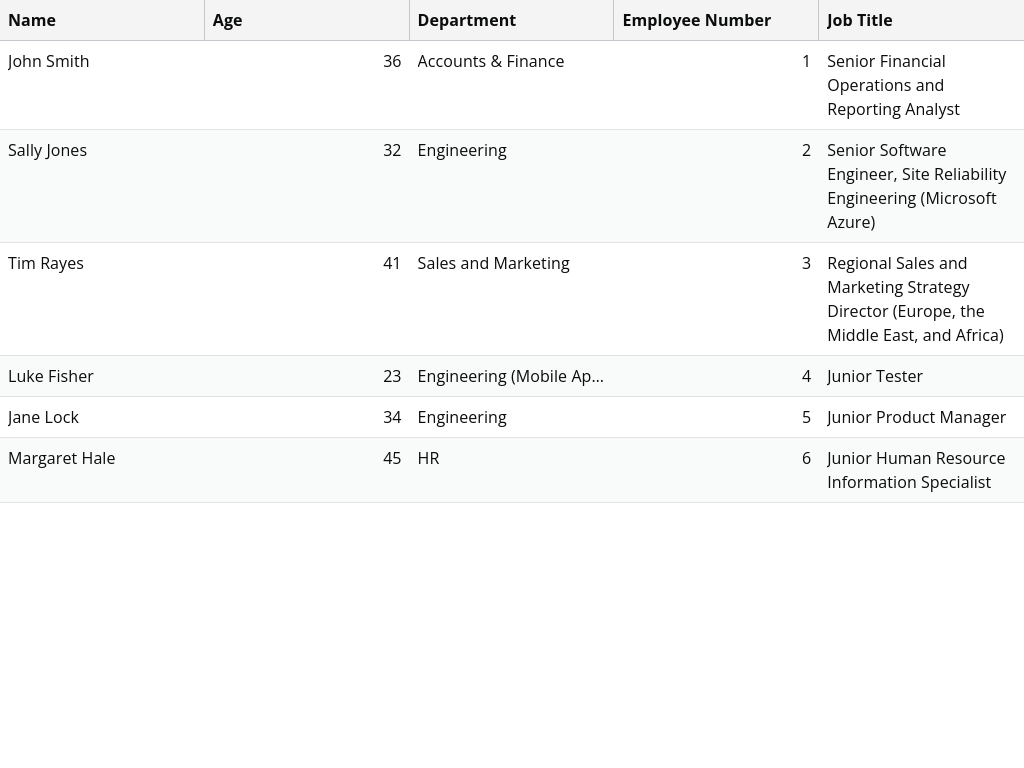 Name Age Department Employee Number Job Title
John Smith 36 Accounts & Finance 1 Senior Financial
Operations and
Reporting Analyst
Sally Jones 32 Engineering 2 Senior Software
Engineer, Site Reliability
Engineering (Microsoft
Azure)
Tim Rayes 41 Sales and Marketing 3 Regional Sales and
Marketing Strategy
Director (Europe, the
Middle East, and Africa)
Luke Fisher 23 Engineering (Mobile Ap... 4 Junior Tester
Jane Lock 34 Engineering 5 Junior Product Manager
Margaret Hale 45 HR 6 Junior Human Resource
Information Specialist